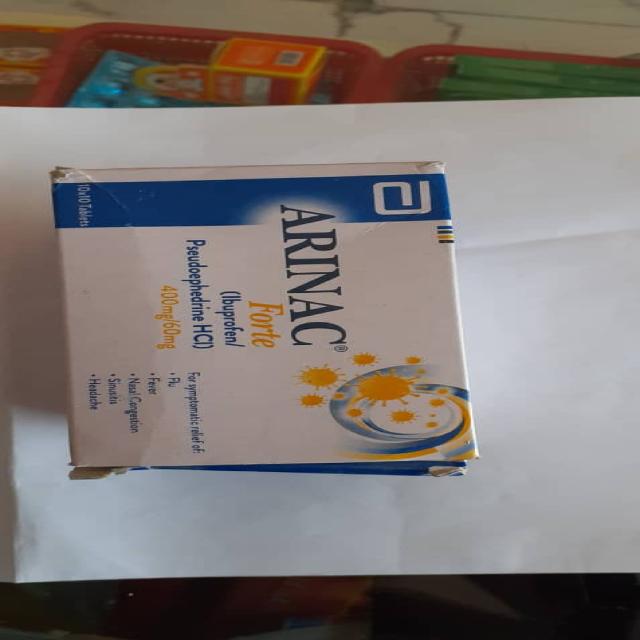 10x10 Tablets
ARINAC®
Forte
(Ibuprofen/
Pseudoephedrine HCl)
400mg/60mg
For symptomatic relief of:
• Flu
• Fever
• Nasal Congestion
• Sinusitis
• Headache